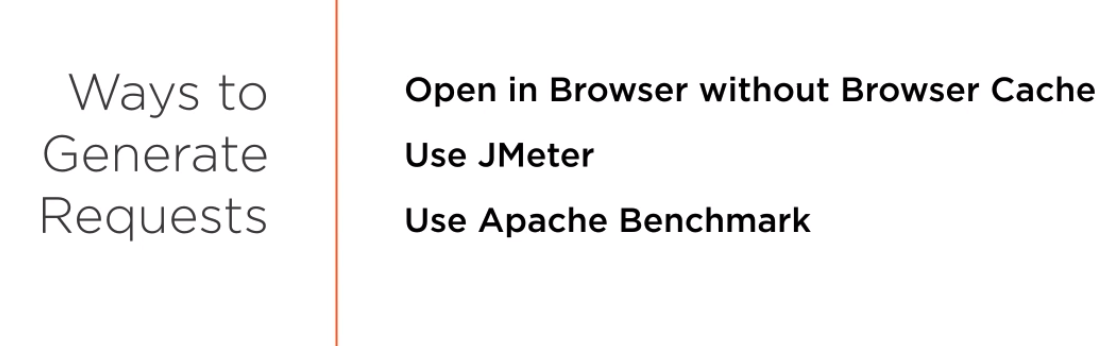 Ways to
Generate
Requests
Open in Browser without Browser Cache
Use JMeter
Use Apache Benchmark